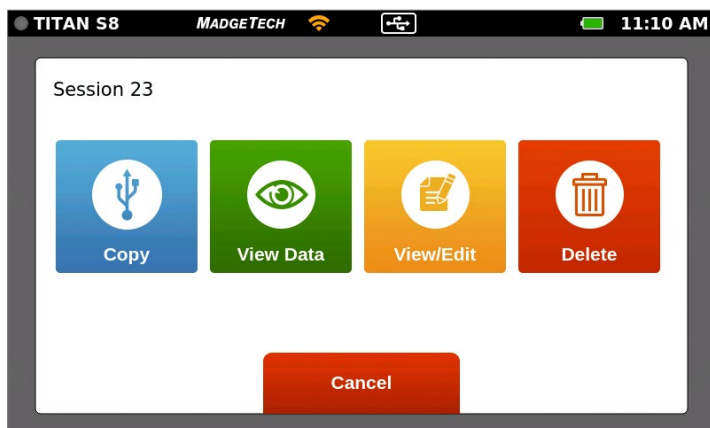 TITAN S8 MADGETECH 11:10 AM
Session 23
Copy View Data View/Edit Delete
Cancel